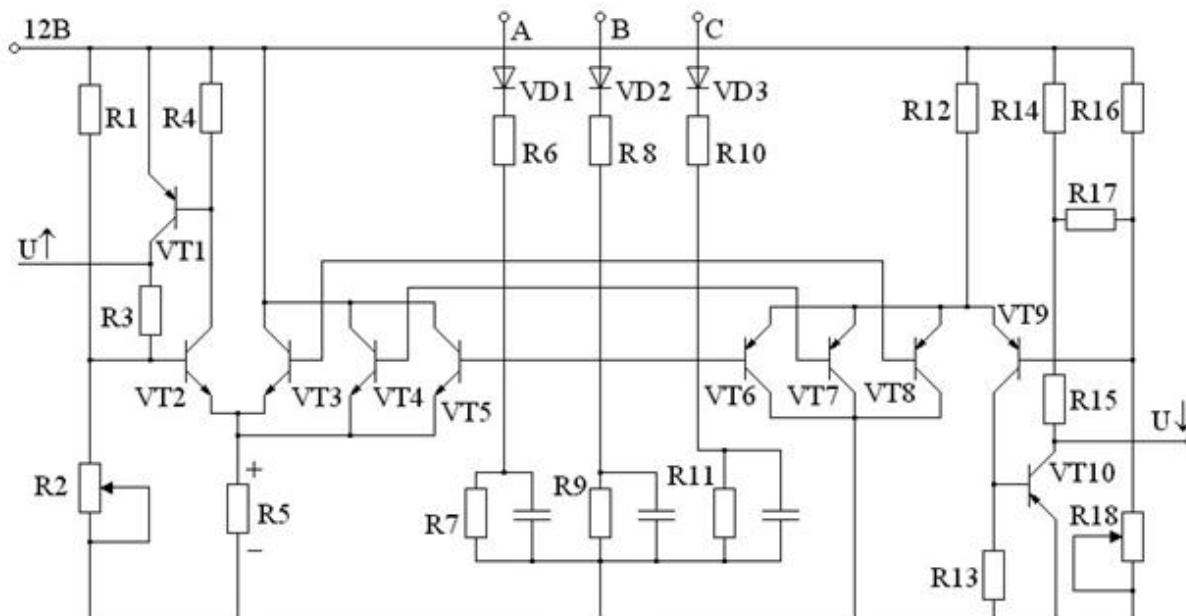 12В
A
B
C
VD1
VD2
VD3
R1
R4
R6
R8
R10
R12
R14
R16
R17
VT1
U↑
R3
VT9
VT2
VT3
VT4
VT5
VT6
VT7
VT8
R15
U↓
R2
+
R5
−
R7
R9
R11
VT10
R18
R13